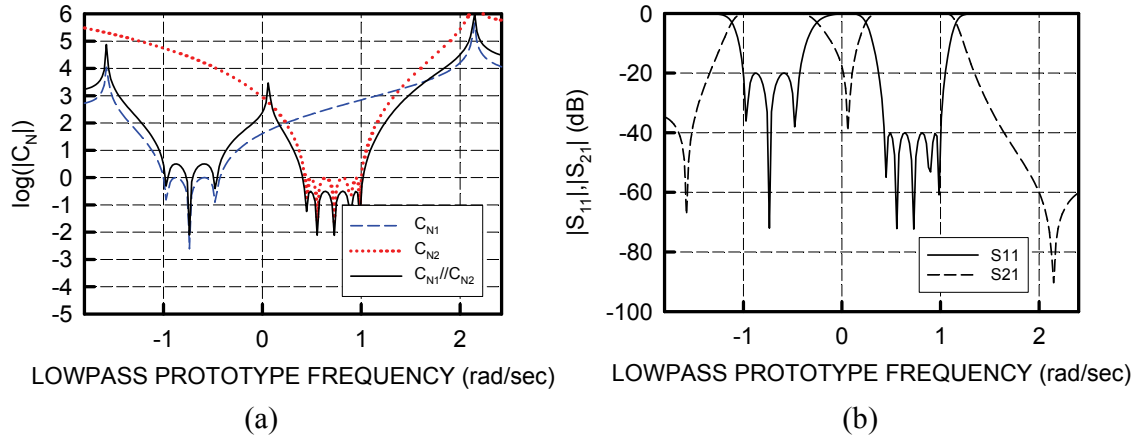 log(|C_N|)
6
5
4
3
2
1
0
-1
-2
-3
-4
-5
C_N1
C_N2
C_N1//C_N2
-1 0 1 2
LOWPASS PROTOTYPE FREQUENCY (rad/sec)
(a)
|S_11|,|S_21| (dB)
0
-20
-40
-60
-80
-100
S11
S21
-1 0 1 2
LOWPASS PROTOTYPE FREQUENCY (rad/sec)
(b)